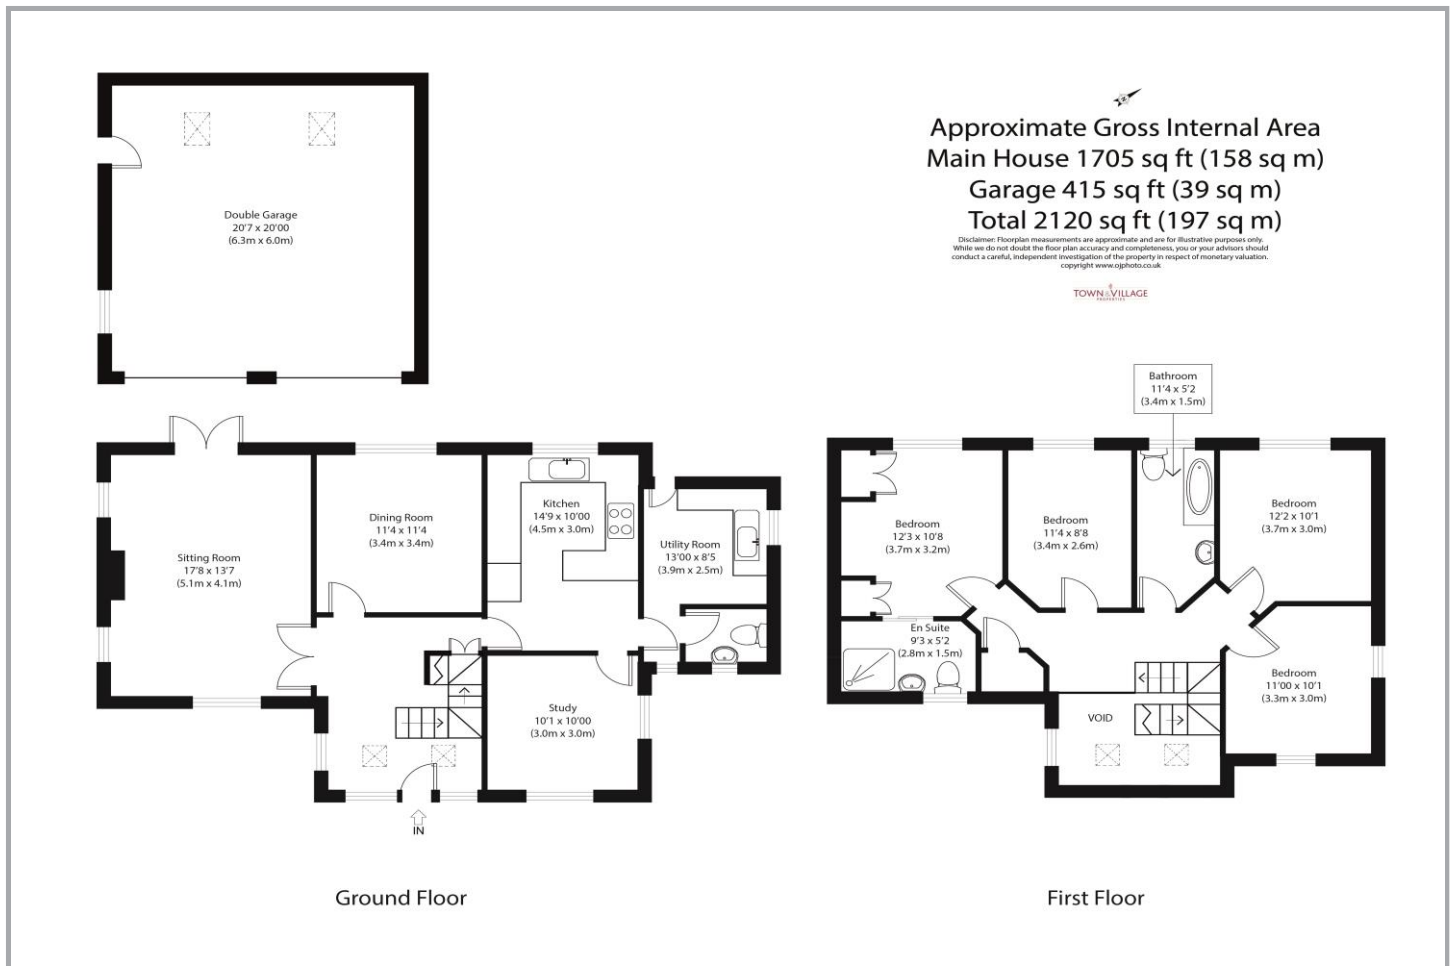 Approximate Gross Internal Area
Main House 1705 sq ft (158 sq m)
Garage 415 sq ft (39 sq m)
Total 2120 sq ft (197 sq m)
Disclaimer: Floorplan measurements are approximate and are for illustrative purposes only.
While we do not doubt the floor plan accuracy and completeness, you or your advisors should
conduct a careful, independent investigation of the property in respect of monetary valuation.
copyright www.ojphoto.co.uk
TOWN & VILLAGE
PROPERTIES
Double Garage
20'7 x 20'00
(6.3m x 6.0m)
Sitting Room
17'8 x 13'7
(5.1m x 4.1m)
Dining Room
11'4 x 11'4
(3.4m x 3.4m)
Kitchen
14'9 x 10'00
(4.5m x 3.0m)
Utility Room
13'00 x 8'5
(3.9m x 2.5m)
Study
10'1 x 10'00
(3.0m x 3.0m)
IN
Ground Floor
Bathroom
11'4 x 5'2
(3.4m x 1.5m)
Bedroom
12'3 x 10'8
(3.7m x 3.2m)
Bedroom
11'4 x 8'8
(3.4m x 2.6m)
Bedroom
12'2 x 10'1
(3.7m x 3.0m)
En Suite
9'3 x 5'2
(2.8m x 1.5m)
Bedroom
11'00 x 10'1
(3.3m x 3.0m)
VOID
First Floor